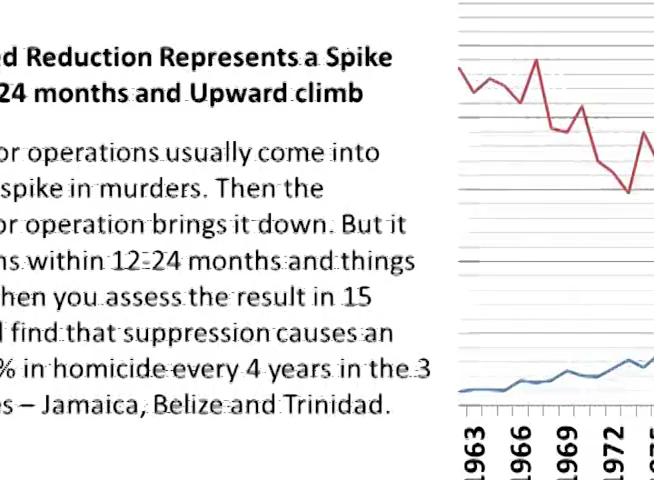 d Reduction Represents a Spike
24 months and Upward climb
or operations usually come into
spike in murders. Then the
or operation brings it down. But it
ns within 12-24 months and things
hen you assess the result in 15
find that suppression causes an
% in homicide every 4 years in the 3
s – Jamaica, Belize and Trinidad.
1963
1966
1969
1972